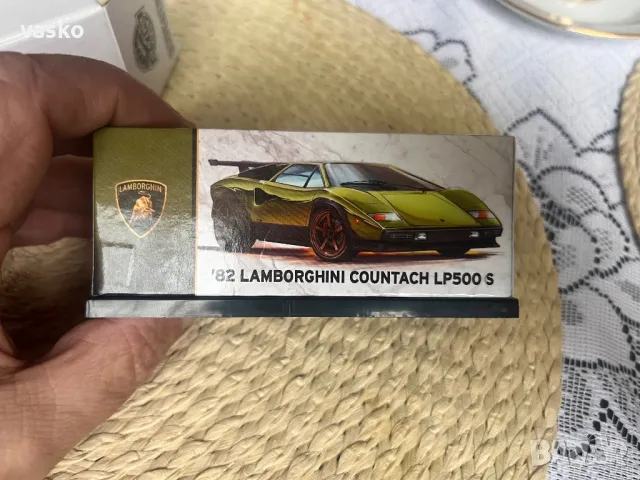 vasko
LAMBORGHINI
'82 LAMBORGHINI COUNTACH LP500 S